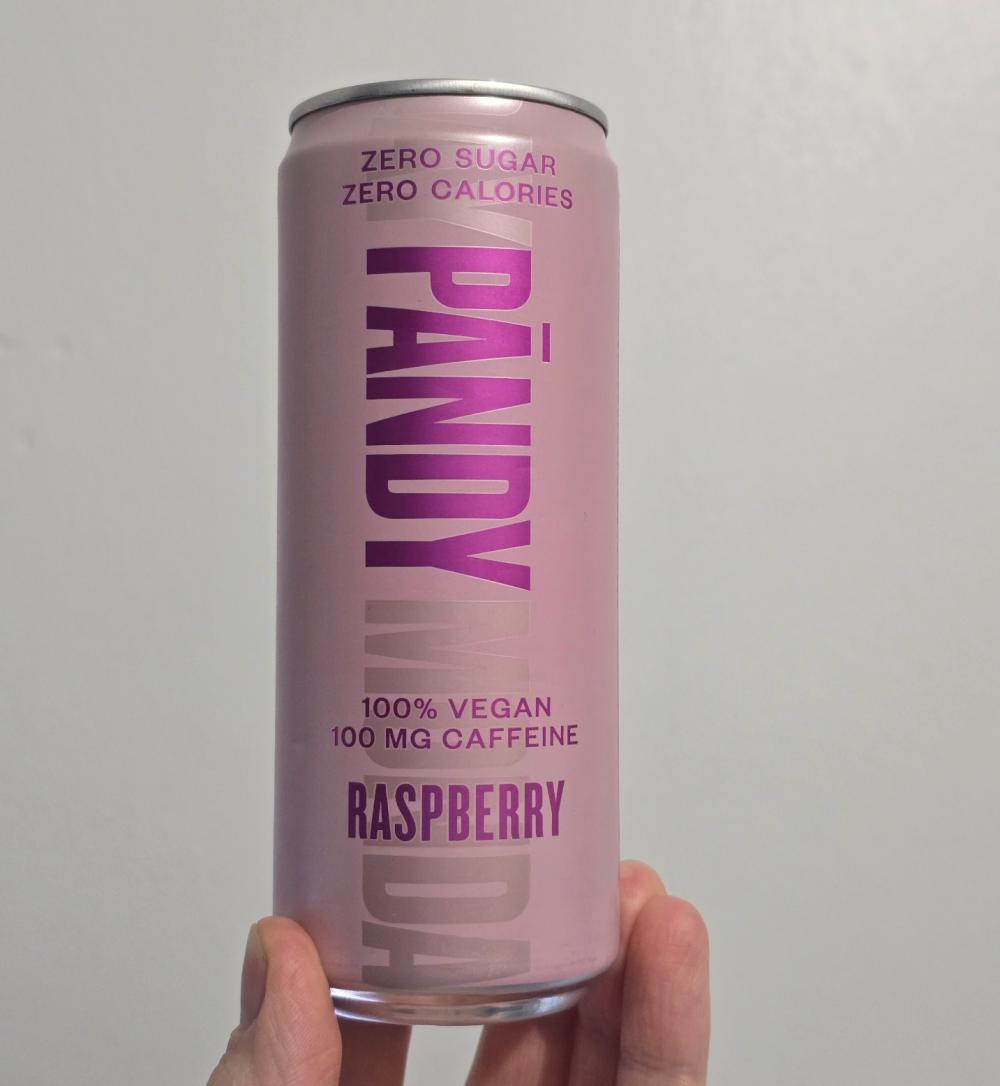 ZERO SUGAR
ZERO CALORIES
PĀNDY
100% VEGAN
100 MG CAFFEINE
RASPBERRY